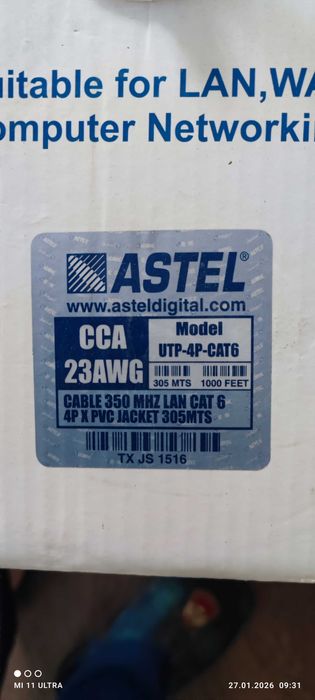 uitable for LAN,WA
omputer Networki
ASTEL®
www.asteldigital.com
CCA
23AWG
Model
UTP-4P-CAT6
305 MTS 1000 FEET
CABLE 350 MHZ LAN CAT 6
4P X PVC JACKET 305MTS
TX JS 1516
MI 11 ULTRA
27.01.2026 09:31